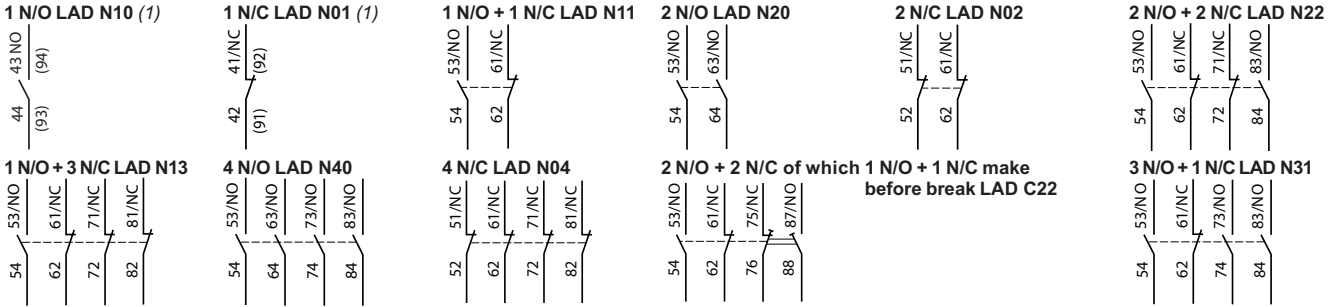 1 N/O LAD N10 (1)
43 NO
(94)
44
(93)
1 N/C LAD N01 (1)
41/NC
(92)
42
(91)
1 N/O + 1 N/C LAD N11
53/NO
61/NC
54
62
2 N/O LAD N20
53/NO
63/NO
54
64
2 N/C LAD N02
51/NC
61/NC
52
62
2 N/O + 2 N/C LAD N22
53/NO
61/NC
71/NC
83/NO
54
62
72
84
1 N/O + 3 N/C LAD N13
53/NO
61/NC
71/NC
81/NC
54
62
72
82
4 N/O LAD N40
53/NO
63/NO
73/NO
83/NO
54
64
74
84
4 N/C LAD N04
51/NC
61/NC
71/NC
81/NC
52
62
72
82
2 N/O + 2 N/C of which 1 N/O + 1 N/C make
before break LAD C22
53/NO
61/NC
75/NC
87/NO
54
62
76
88
3 N/O + 1 N/C LAD N31
53/NO
61/NC
73/NO
83/NO
54
62
74
84